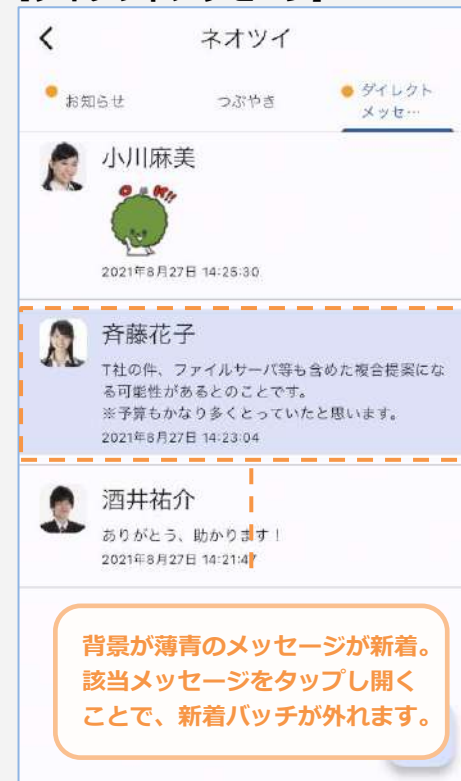 ネオツイ
お知らせ
つぶやき
ダイレクト
メッセ…
小川麻美
OK!!
2021年8月27日 14:25:30
斉藤花子
T社の件、ファイルサーバ等も含めた複合提案にな
る可能性があるとのことです。
※予算もかなり多くとっていたと思います。
2021年8月27日 14:23:04
酒井祐介
ありがとう、助かります！
2021年8月27日 14:21:47
背景が薄青のメッセージが新着。
該当メッセージをタップし開く
ことで、新着バッチが外れます。